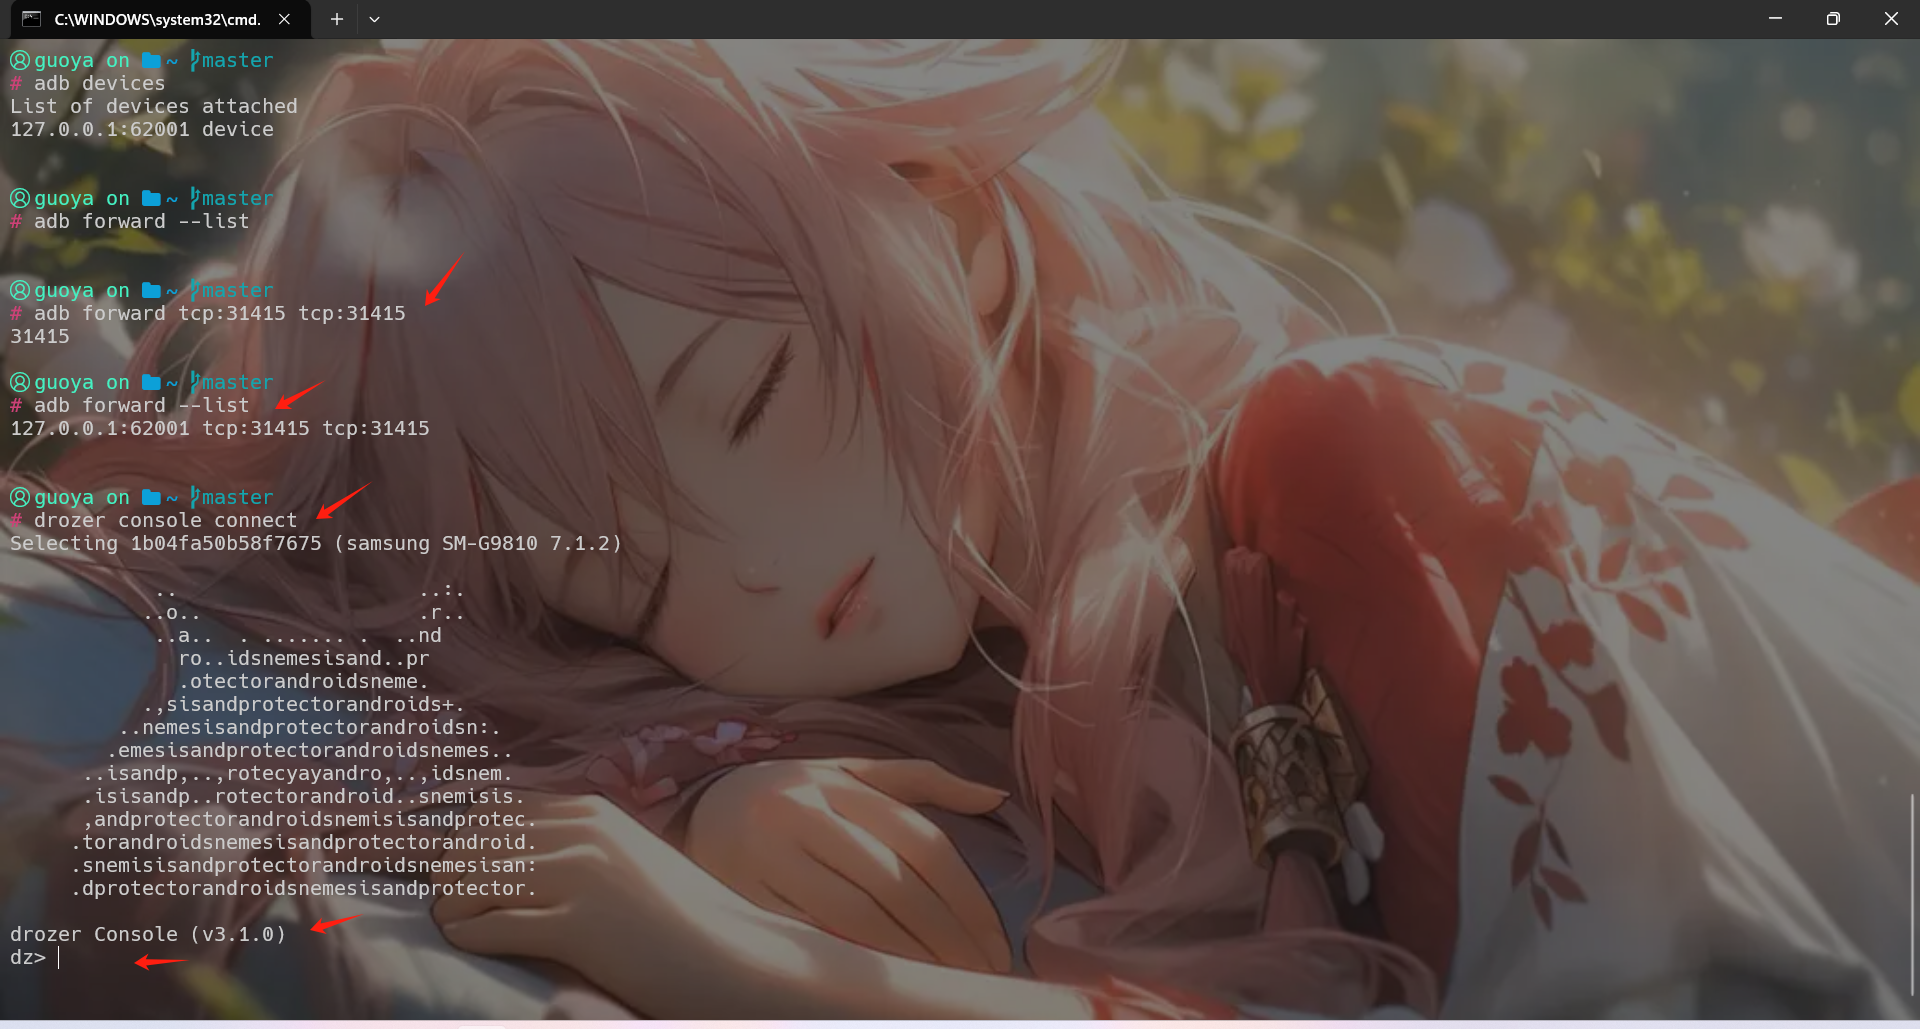 C:\WINDOWS\system32\cmd.
guoya on ~ master
# adb devices
List of devices attached
127.0.0.1:62001 device
guoya on ~ master
# adb forward --list
guoya on ~ master
# adb forward tcp:31415 tcp:31415
31415
guoya on ~ master
# adb forward --list
127.0.0.1:62001 tcp:31415 tcp:31415
guoya on ~ master
# drozer console connect
Selecting 1b04fa50b58f7675 (samsung SM-G9810 7.1.2)
..                    ..:.
..o..                  .r..
..a..  . ....... .  ..nd
ro..idsnemesisand..pr
.otectorandroidsneme.
.,sisandprotectorandroids+.
..nemesisandprotectorandroidsn:.
.emesisandprotectorandroidsnemes..
..isandp,..,rotecyayandro,..,idsnem.
.isisandp..rotectorandroid..snemisis.
,andprotectorandroidsnemisisandprotec.
.torandroidsnemesisandprotectorandroid.
.snemisisandprotectorandroidsnemesisan:
.dprotectorandroidsnemesisandprotector.
drozer Console (v3.1.0)
dz>